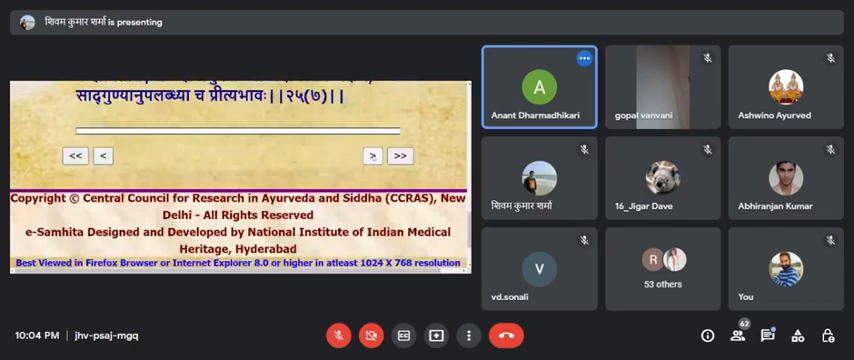 शिवम कुमार शर्मा is presenting
साद्गुण्यानुपलब्ध्या च प्रीत्यभावः||२५(७)||
<< < > >>
Copyright © Central Council for Research in Ayurveda and Siddha (CCRAS), New
Delhi - All Rights Reserved
e-Samhita Designed and Developed by National Institute of Indian Medical
Heritage, Hyderabad
Best Viewed in Firefox Browser or Internet Explorer 8.0 or higher in atleast 1024 X 768 resolution
A
Anant Dharmadhikari
gopal vanvani
Ashwino Ayurved
शिवम कुमार शर्मा
16_Jigar Dave
Abhiranjan Kumar
V
vd.sonali
R
53 others
You
10:04 PM | jhv-psaj-mgq
62